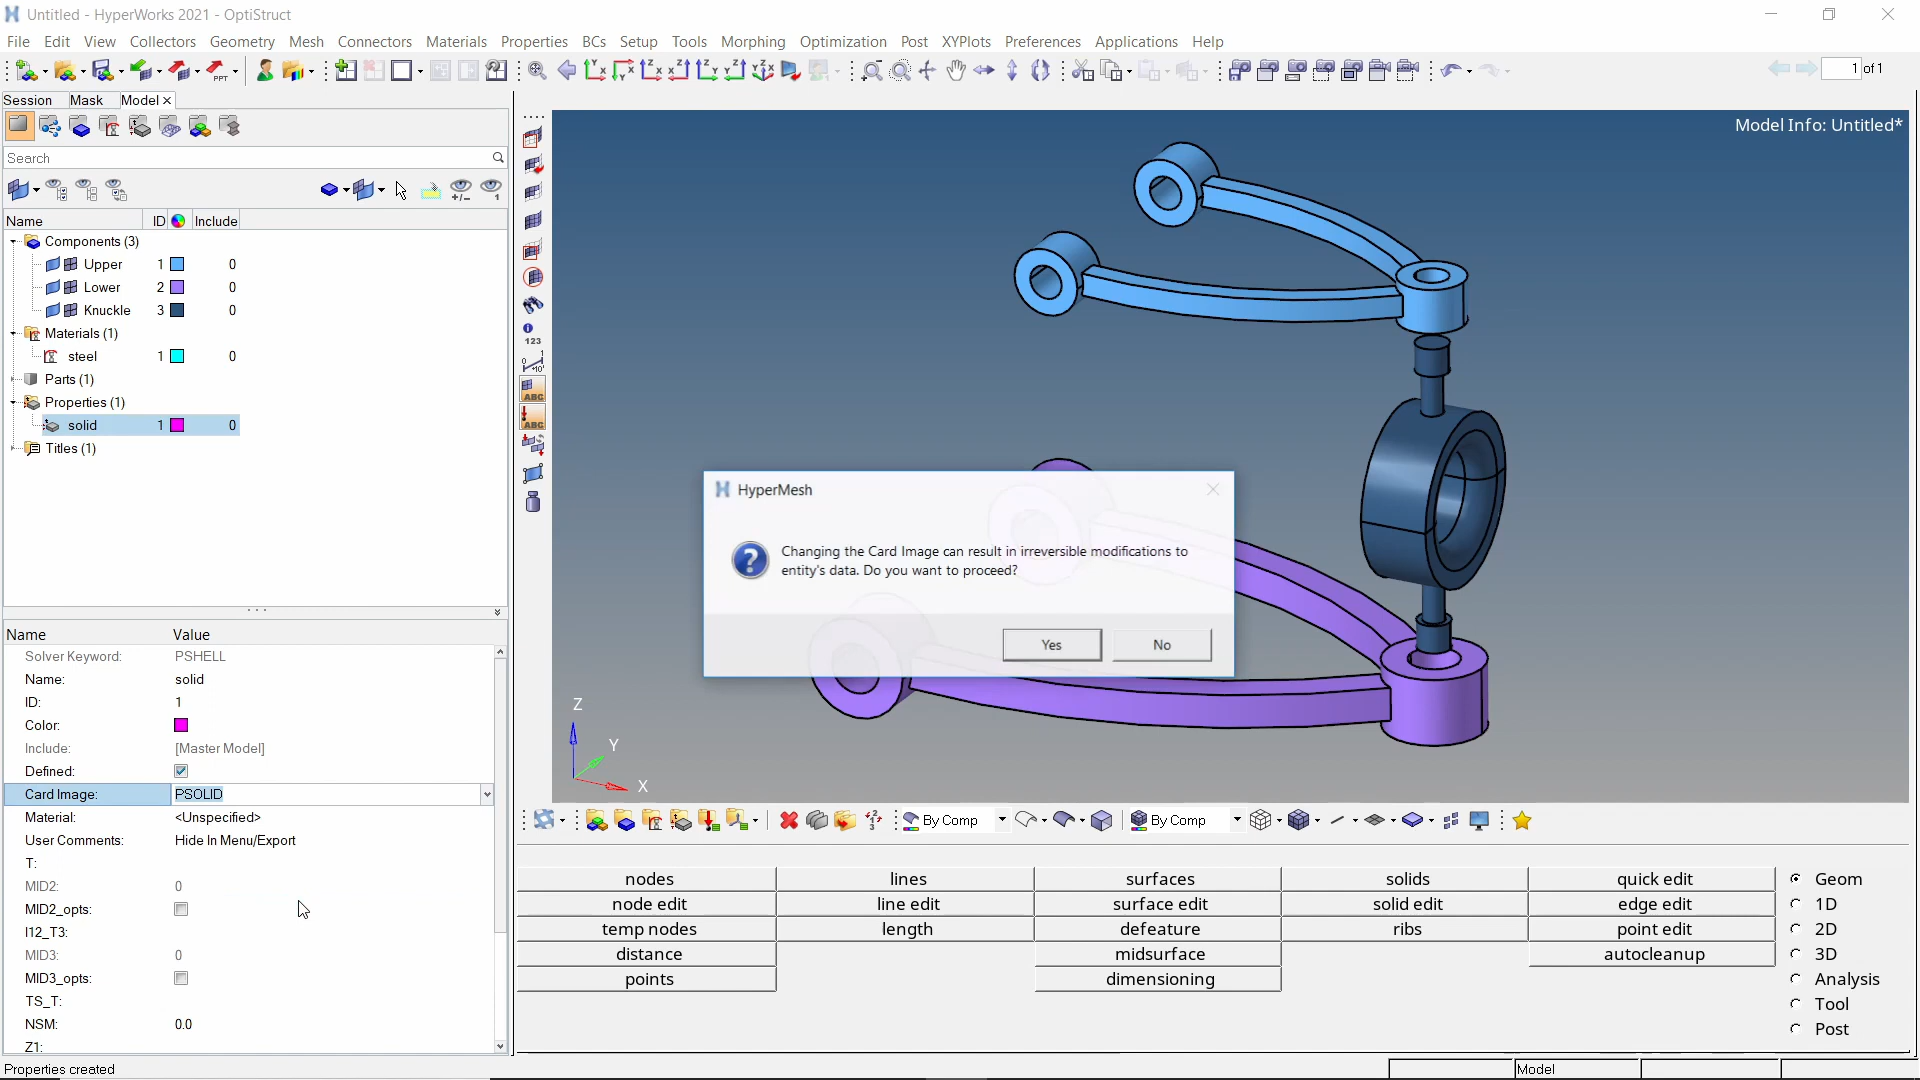 Untitled - HyperWorks 2021 - OptiStruct
File Edit View Collectors Geometry Mesh Connectors Materials Properties BCs Setup Tools Morphing Optimization Post XYPlots Preferences Applications Help
1 of 1
Session Mask Model
Search
Name ID Include
Components (3)
Upper 1 0
Lower 2 0
Knuckle 3 0
Materials (1)
steel 1 0
Parts (1)
Properties (1)
solid 1 0
Titles (1)
Model Info: Untitled*
HyperMesh
Changing the Card Image can result in irreversible modifications to
entity's data. Do you want to proceed?
Yes No
Z
Y
X
Name Value
Solver Keyword: PSHELL
Name: solid
ID: 1
Color:
Include: [Master Model]
Defined:
Card Image: PSOLID
Material: <Unspecified>
User Comments: Hide In Menu/Export
T:
MID2: 0
MID2_opts:
I12_T3:
MID3: 0
MID3_opts:
TS_T:
NSM: 0.0
Z1:
By Comp By Comp
nodes lines surfaces solids quick edit Geom
node edit line edit surface edit solid edit edge edit 1D
temp nodes length defeature ribs point edit 2D
distance midsurface autocleanup 3D
points dimensioning Analysis
Tool
Post
Properties created Model